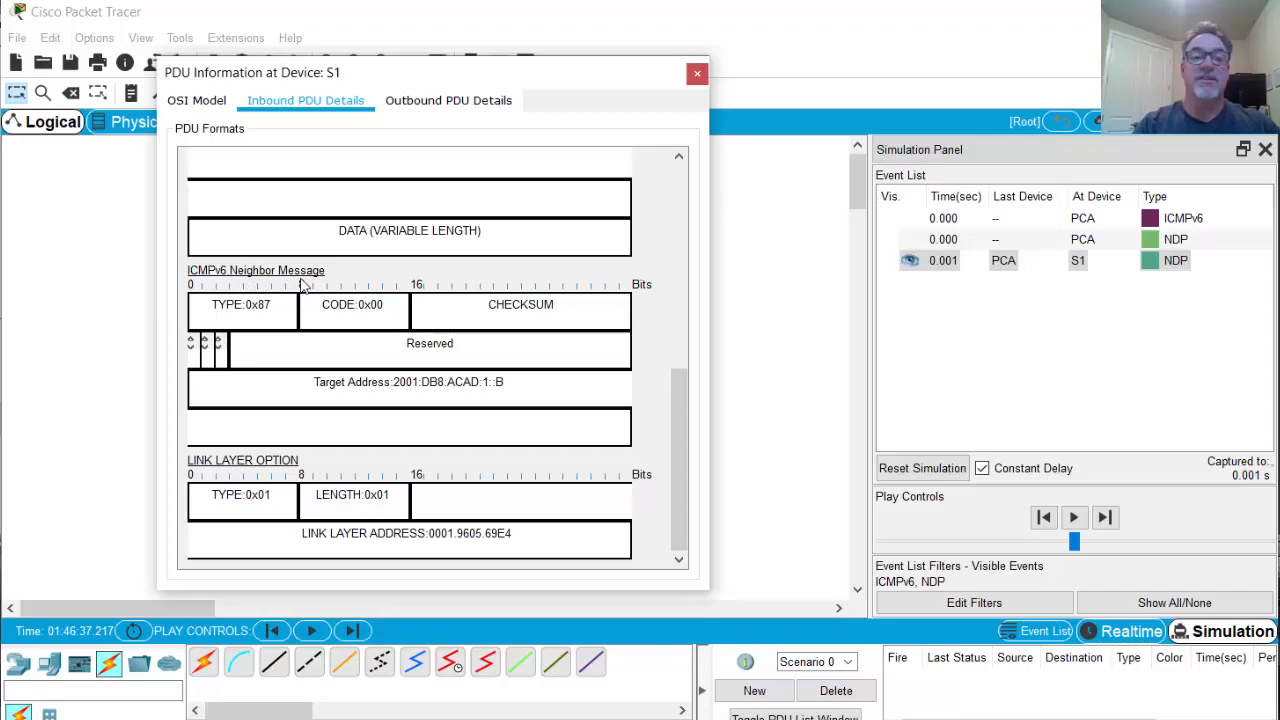 Cisco Packet Tracer
File Edit Options View Tools Extensions Help
PDU Information at Device: S1
OSI Model Inbound PDU Details Outbound PDU Details
Logical
[Root]
PDU Formats
DATA (VARIABLE LENGTH)
ICMPv6 Neighbor Message
0 16 Bits
TYPE:0x87 CODE:0x00 CHECKSUM
Reserved
Target Address:2001:DB8:ACAD:1::B
LINK LAYER OPTION
0 8 16 Bits
TYPE:0x01 LENGTH:0x01
LINK LAYER ADDRESS:0001.9605.69E4
Simulation Panel
Event List
Vis. Time(sec) Last Device At Device Type
0.000 -- PCA ICMPv6
0.000 -- PCA NDP
0.001 PCA S1 NDP
Reset Simulation Constant Delay
Captured to:
0.001 s
Play Controls
Event List Filters - Visible Events
ICMPv6, NDP
Edit Filters Show All/None
Time: 01:46:37.217 PLAY CONTROLS: Event List Realtime Simulation
Scenario 0
New Delete
Toggle PDU List Window
Fire Last Status Source Destination Type Color Time(sec)